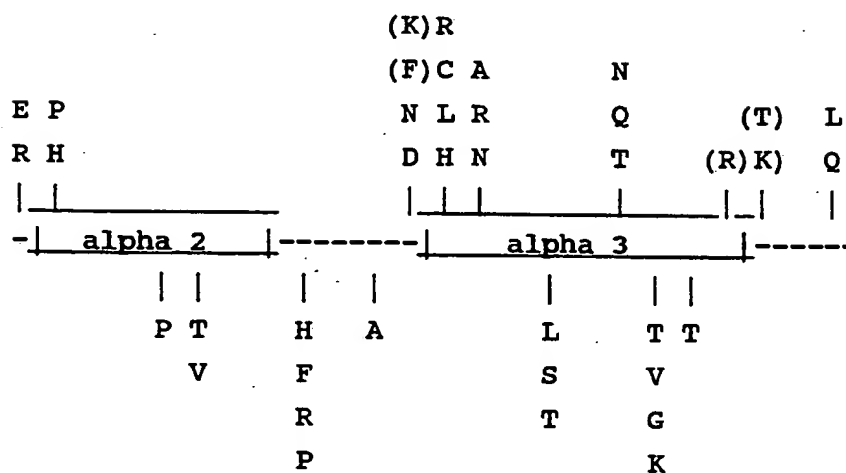 (K) R
(F) C A N
E P N L R Q (T) L
R H D H N T (R) K) Q
alpha 2 alpha 3
P T H A L T T
V F S V
R T G
P K